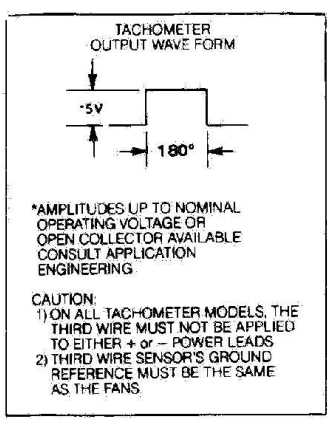 TACHOMETER
OUTPUT WAVE FORM
*5V
180°
*AMPLITUDES UP TO NOMINAL
OPERATING VOLTAGE OR
OPEN COLLECTOR AVAILABLE
CONSULT APPLICATION
ENGINEERING
CAUTION:
1) ON ALL TACHOMETER MODELS, THE
THIRD WIRE MUST NOT BE APPLIED
TO EITHER + or − POWER LEADS
2) THIRD WIRE SENSOR'S GROUND
REFERENCE MUST BE THE SAME
AS THE FANS.